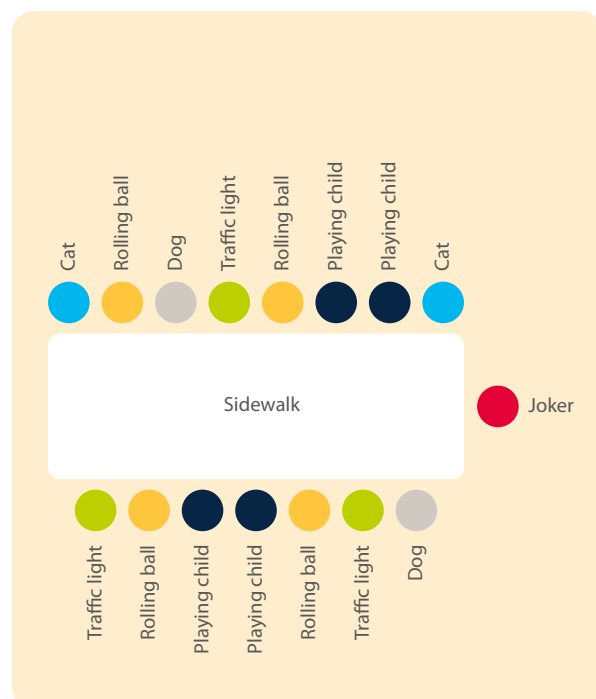 Cat
Rolling ball
Dog
Traffic light
Rolling ball
Playing child
Playing child
Cat
Sidewalk
Joker
Traffic light
Rolling ball
Playing child
Playing child
Rolling ball
Traffic light
Dog